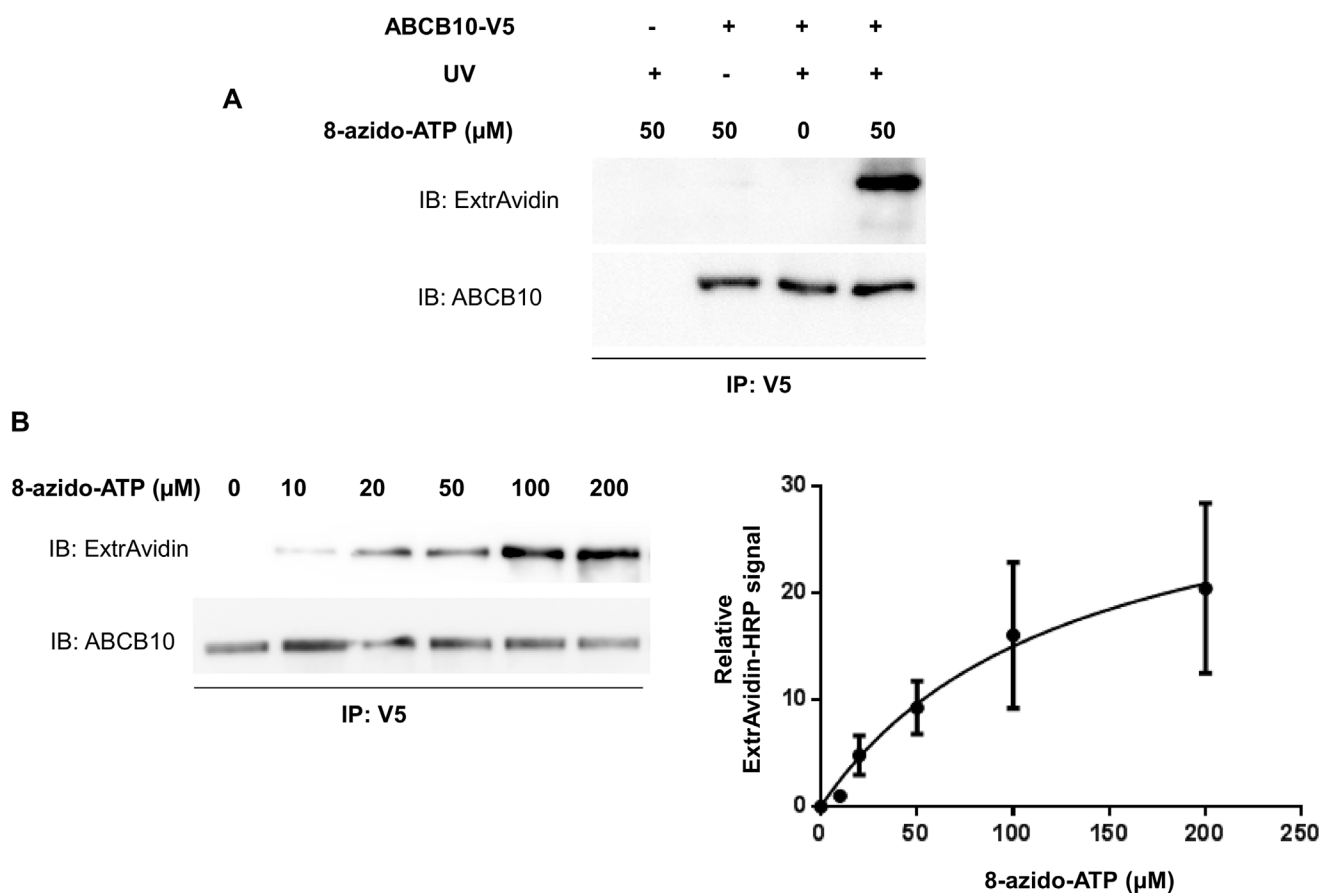 ABCB10-V5 - + + +
UV + - + +
A
8-azido-ATP (µM) 50 50 0 50
IB: ExtrAvidin
IB: ABCB10
IP: V5
B
8-azido-ATP (µM) 0 10 20 50 100 200
IB: ExtrAvidin
IB: ABCB10
IP: V5
Relative
ExtrAvidin-HRP signal
30
20
10
0
0 50 100 150 200 250
8-azido-ATP (µM)